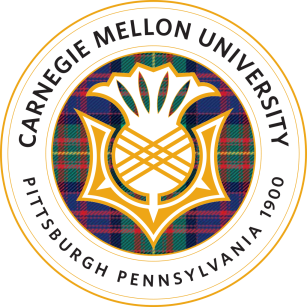 CARNEGIE MELLON UNIVERSITY
PITTSBURGH PENNSYLVANIA 1900